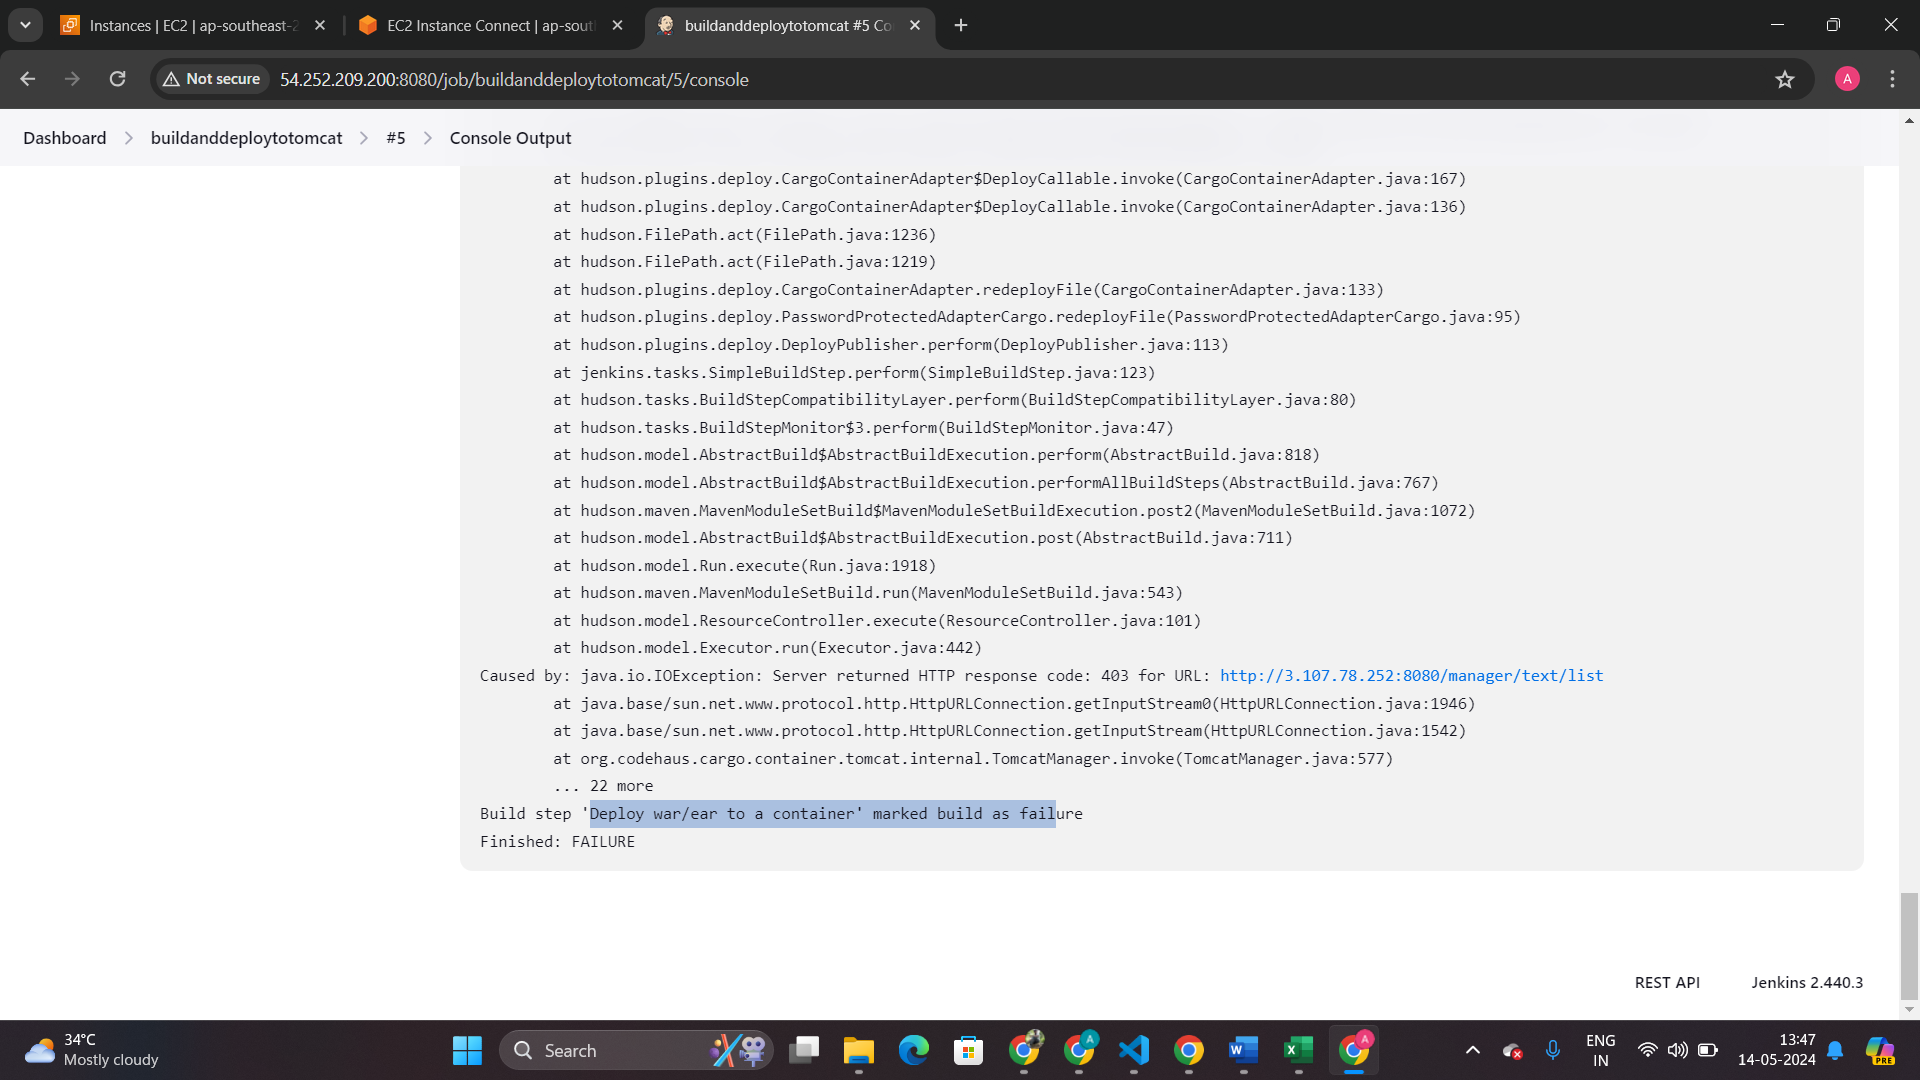 Instances | EC2 | ap-southeast-2
EC2 Instance Connect | ap-sout
buildanddeploytotomcat #5 Co
Not secure
54.252.209.200:8080/job/buildanddeploytotomcat/5/console
A
Dashboard
buildanddeploytotomcat
#5
Console Output
at hudson.plugins.deploy.CargoContainerAdapter$DeployCallable.invoke(CargoContainerAdapter.java:167)
at hudson.plugins.deploy.CargoContainerAdapter$DeployCallable.invoke(CargoContainerAdapter.java:136)
at hudson.FilePath.act(FilePath.java:1236)
at hudson.FilePath.act(FilePath.java:1219)
at hudson.plugins.deploy.CargoContainerAdapter.redeployFile(CargoContainerAdapter.java:133)
at hudson.plugins.deploy.PasswordProtectedAdapterCargo.redeployFile(PasswordProtectedAdapterCargo.java:95)
at hudson.plugins.deploy.DeployPublisher.perform(DeployPublisher.java:113)
at jenkins.tasks.SimpleBuildStep.perform(SimpleBuildStep.java:123)
at hudson.tasks.BuildStepCompatibilityLayer.perform(BuildStepCompatibilityLayer.java:80)
at hudson.tasks.BuildStepMonitor$3.perform(BuildStepMonitor.java:47)
at hudson.model.AbstractBuild$AbstractBuildExecution.perform(AbstractBuild.java:818)
at hudson.model.AbstractBuild$AbstractBuildExecution.performAllBuildSteps(AbstractBuild.java:767)
at hudson.maven.MavenModuleSetBuild$MavenModuleSetBuildExecution.post2(MavenModuleSetBuild.java:1072)
at hudson.model.AbstractBuild$AbstractBuildExecution.post(AbstractBuild.java:711)
at hudson.model.Run.execute(Run.java:1918)
at hudson.maven.MavenModuleSetBuild.run(MavenModuleSetBuild.java:543)
at hudson.model.ResourceController.execute(ResourceController.java:101)
at hudson.model.Executor.run(Executor.java:442)
Caused by: java.io.IOException: Server returned HTTP response code: 403 for URL: http://3.107.78.252:8080/manager/text/list
at java.base/sun.net.www.protocol.http.HttpURLConnection.getInputStream0(HttpURLConnection.java:1946)
at java.base/sun.net.www.protocol.http.HttpURLConnection.getInputStream(HttpURLConnection.java:1542)
at org.codehaus.cargo.container.tomcat.internal.TomcatManager.invoke(TomcatManager.java:577)
... 22 more
Build step 'Deploy war/ear to a container' marked build as failure
Finished: FAILURE
REST API
Jenkins 2.440.3
34°C
Mostly cloudy
Search
A
A
ENG
IN
13:47
14-05-2024
PRE